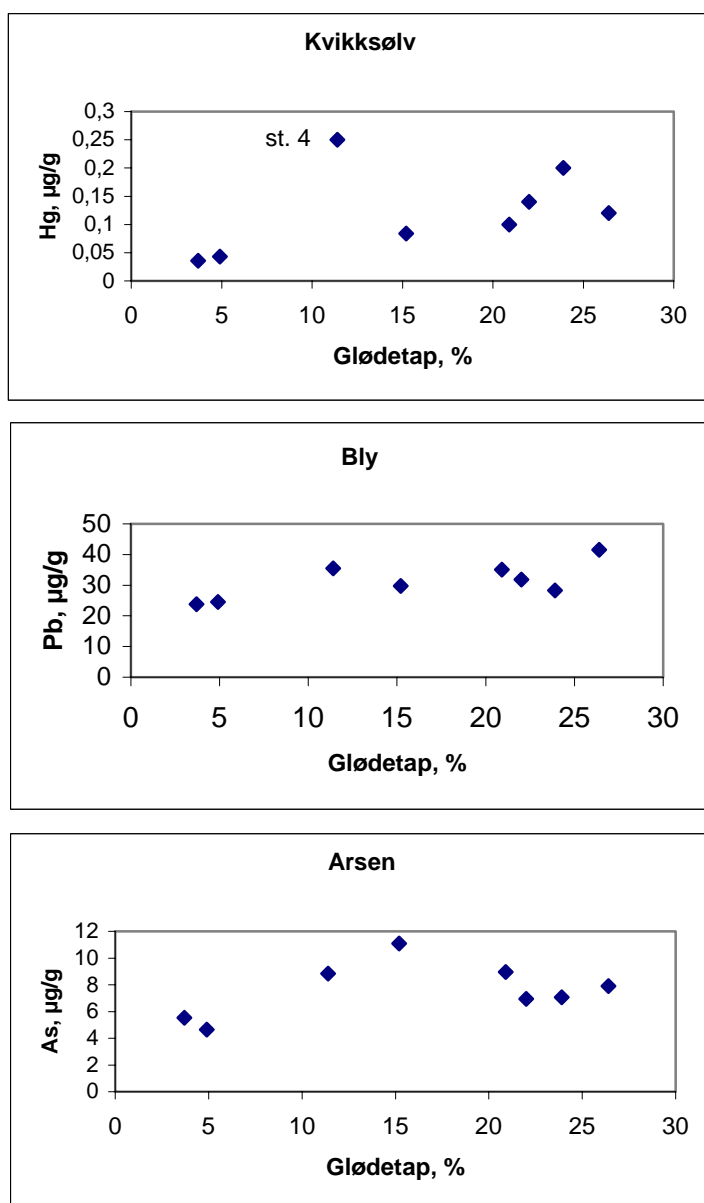 Kvikksølv
Hg, µg/g
0,3
0,25
0,2
0,15
0,1
0,05
0
st. 4
0 5 10 15 20 25 30
Glødetap, %
Bly
Pb, µg/g
50
40
30
20
10
0
0 5 10 15 20 25 30
Glødetap, %
Arsen
As, µg/g
12
10
8
6
4
2
0
0 5 10 15 20 25 30
Glødetap, %